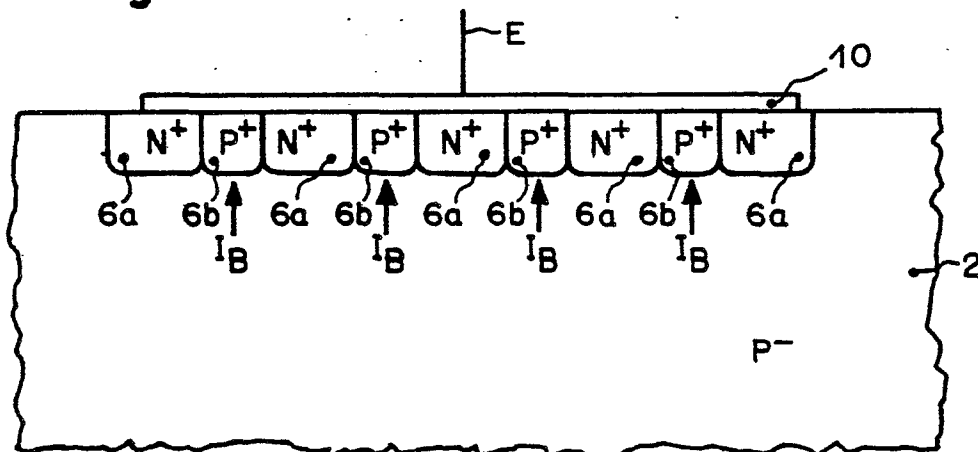 E
10
N+ P+ N+ P+ N+ P+ N+ P+ N+
6a 6b 6a 6b 6a 6b 6a 6b 6a
IB IB IB IB
2
P−